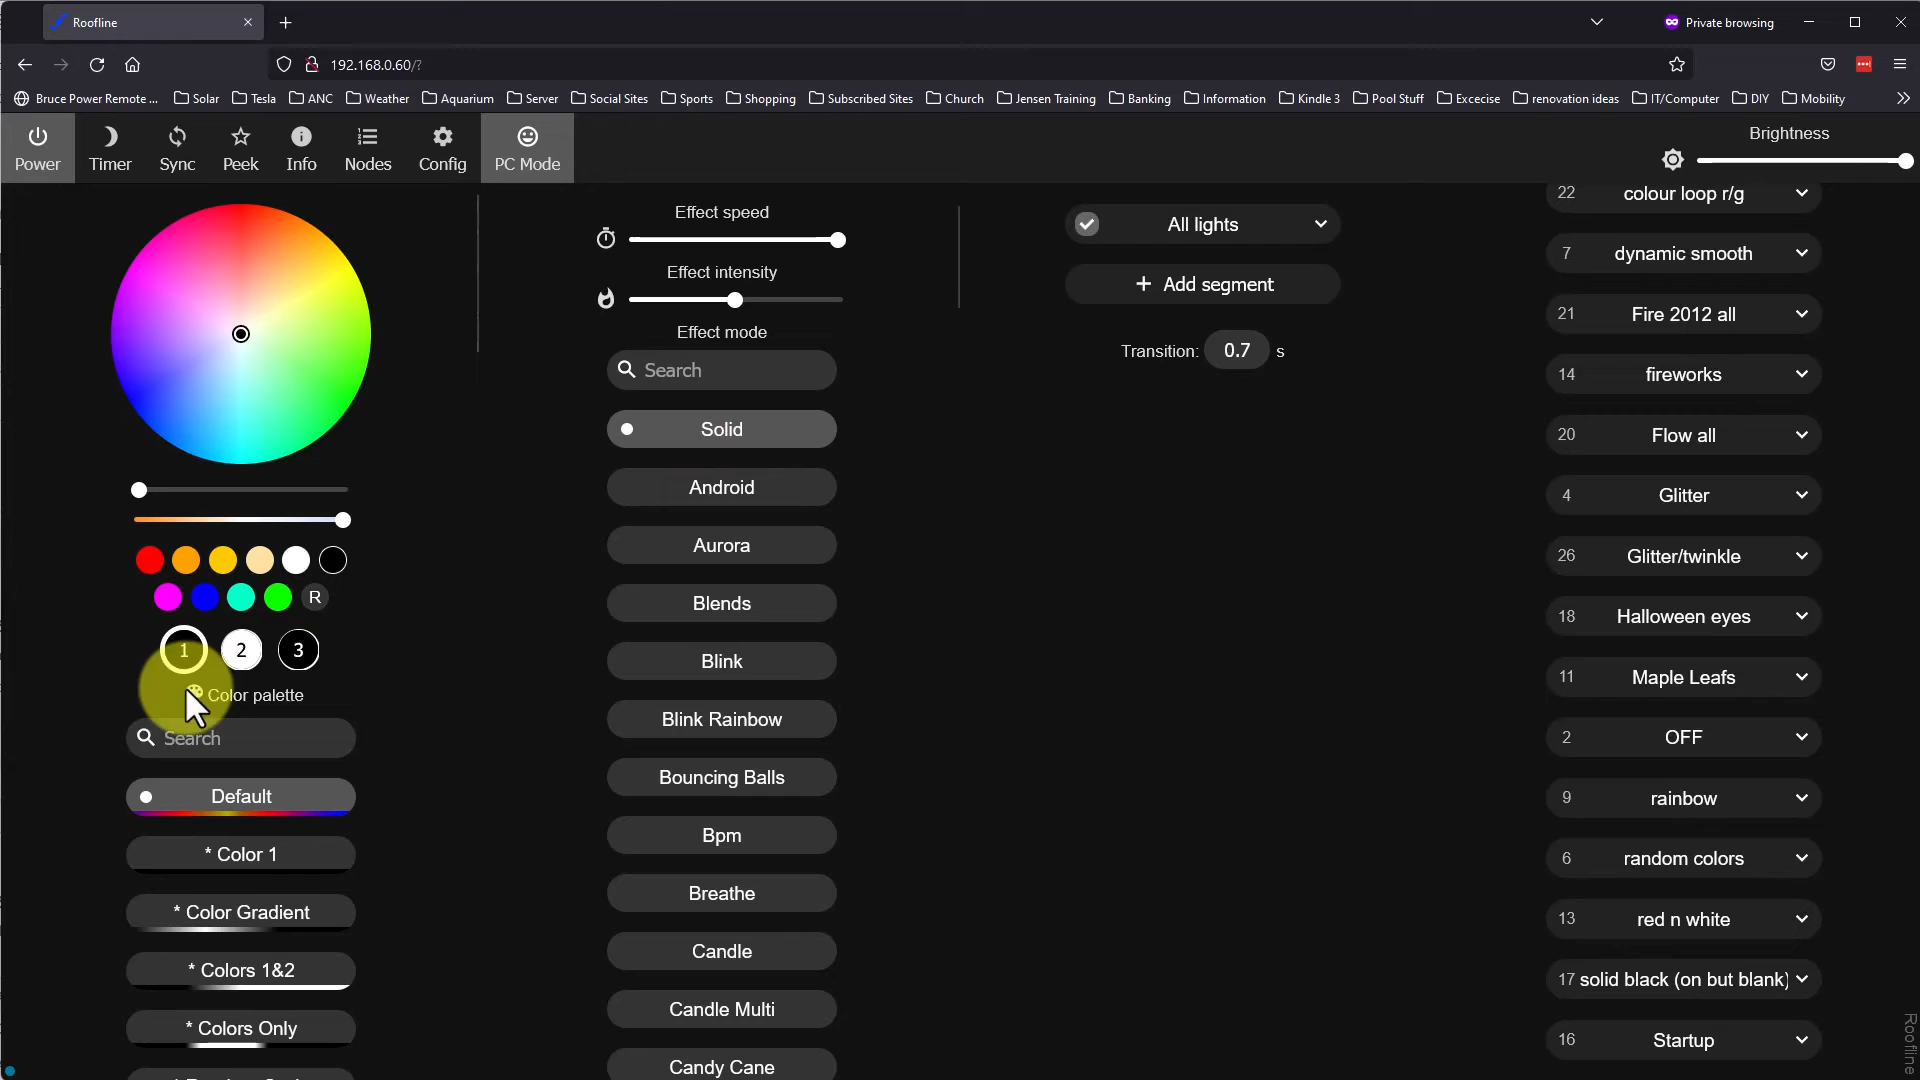 Roofline
Private browsing
192.168.0.60/?
Bruce Power Remote ...
Solar
Tesla
ANC
Weather
Aquarium
Server
Social Sites
Sports
Shopping
Subscribed Sites
Church
Jensen Training
Banking
Information
Kindle 3
Pool Stuff
Excecise
renovation ideas
IT/Computer
DIY
Mobility
Power
Timer
Sync
Peek
Info
Nodes
Config
PC Mode
Brightness
R
1
2
3
Color palette
Search
Default
* Color 1
* Color Gradient
* Colors 1&2
* Colors Only
Effect speed
Effect intensity
Effect mode
Search
Solid
Android
Aurora
Blends
Blink
Blink Rainbow
Bouncing Balls
Bpm
Breathe
Candle
Candle Multi
Candy Cane
All lights
+ Add segment
Transition: 0.7 s
22 colour loop r/g
7 dynamic smooth
21 Fire 2012 all
14 fireworks
20 Flow all
4 Glitter
26 Glitter/twinkle
18 Halloween eyes
11 Maple Leafs
2 OFF
9 rainbow
6 random colors
13 red n white
17 solid black (on but blank)
16 Startup
Roofline